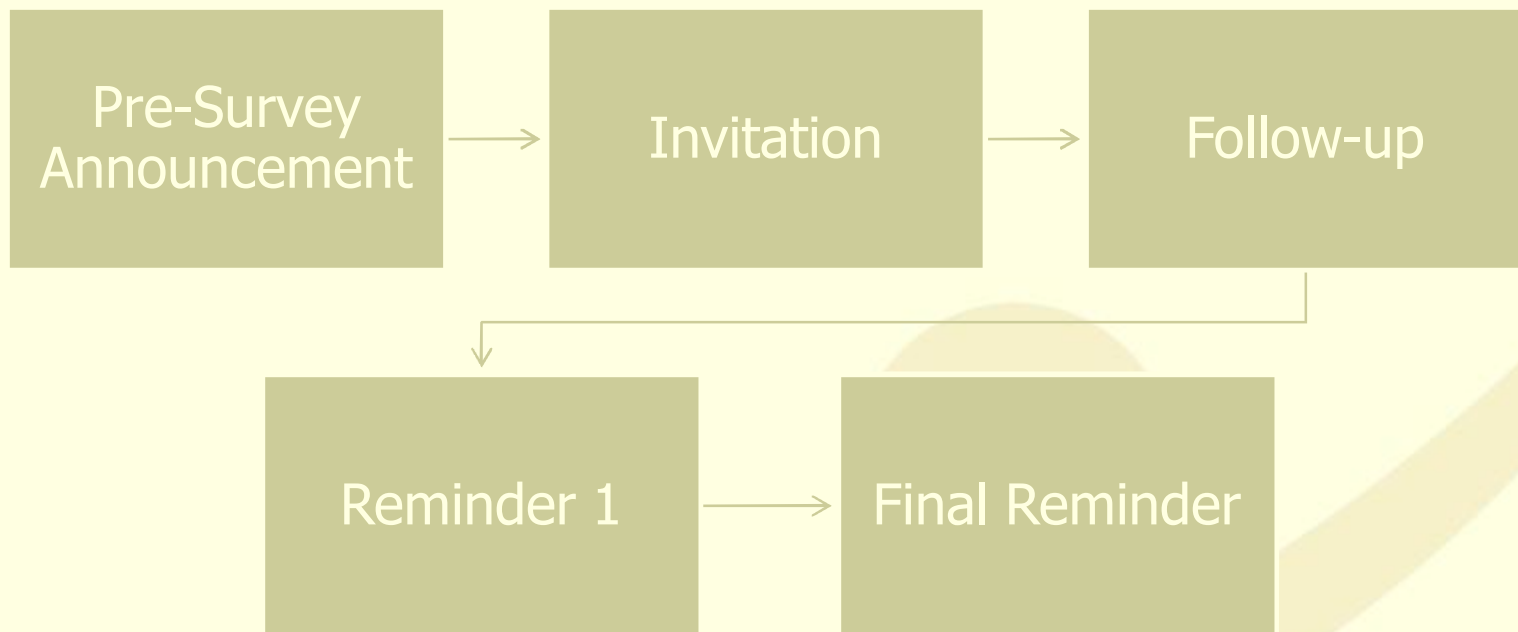 Pre-Survey
Announcement
Invitation
Follow-up
Reminder 1
Final Reminder